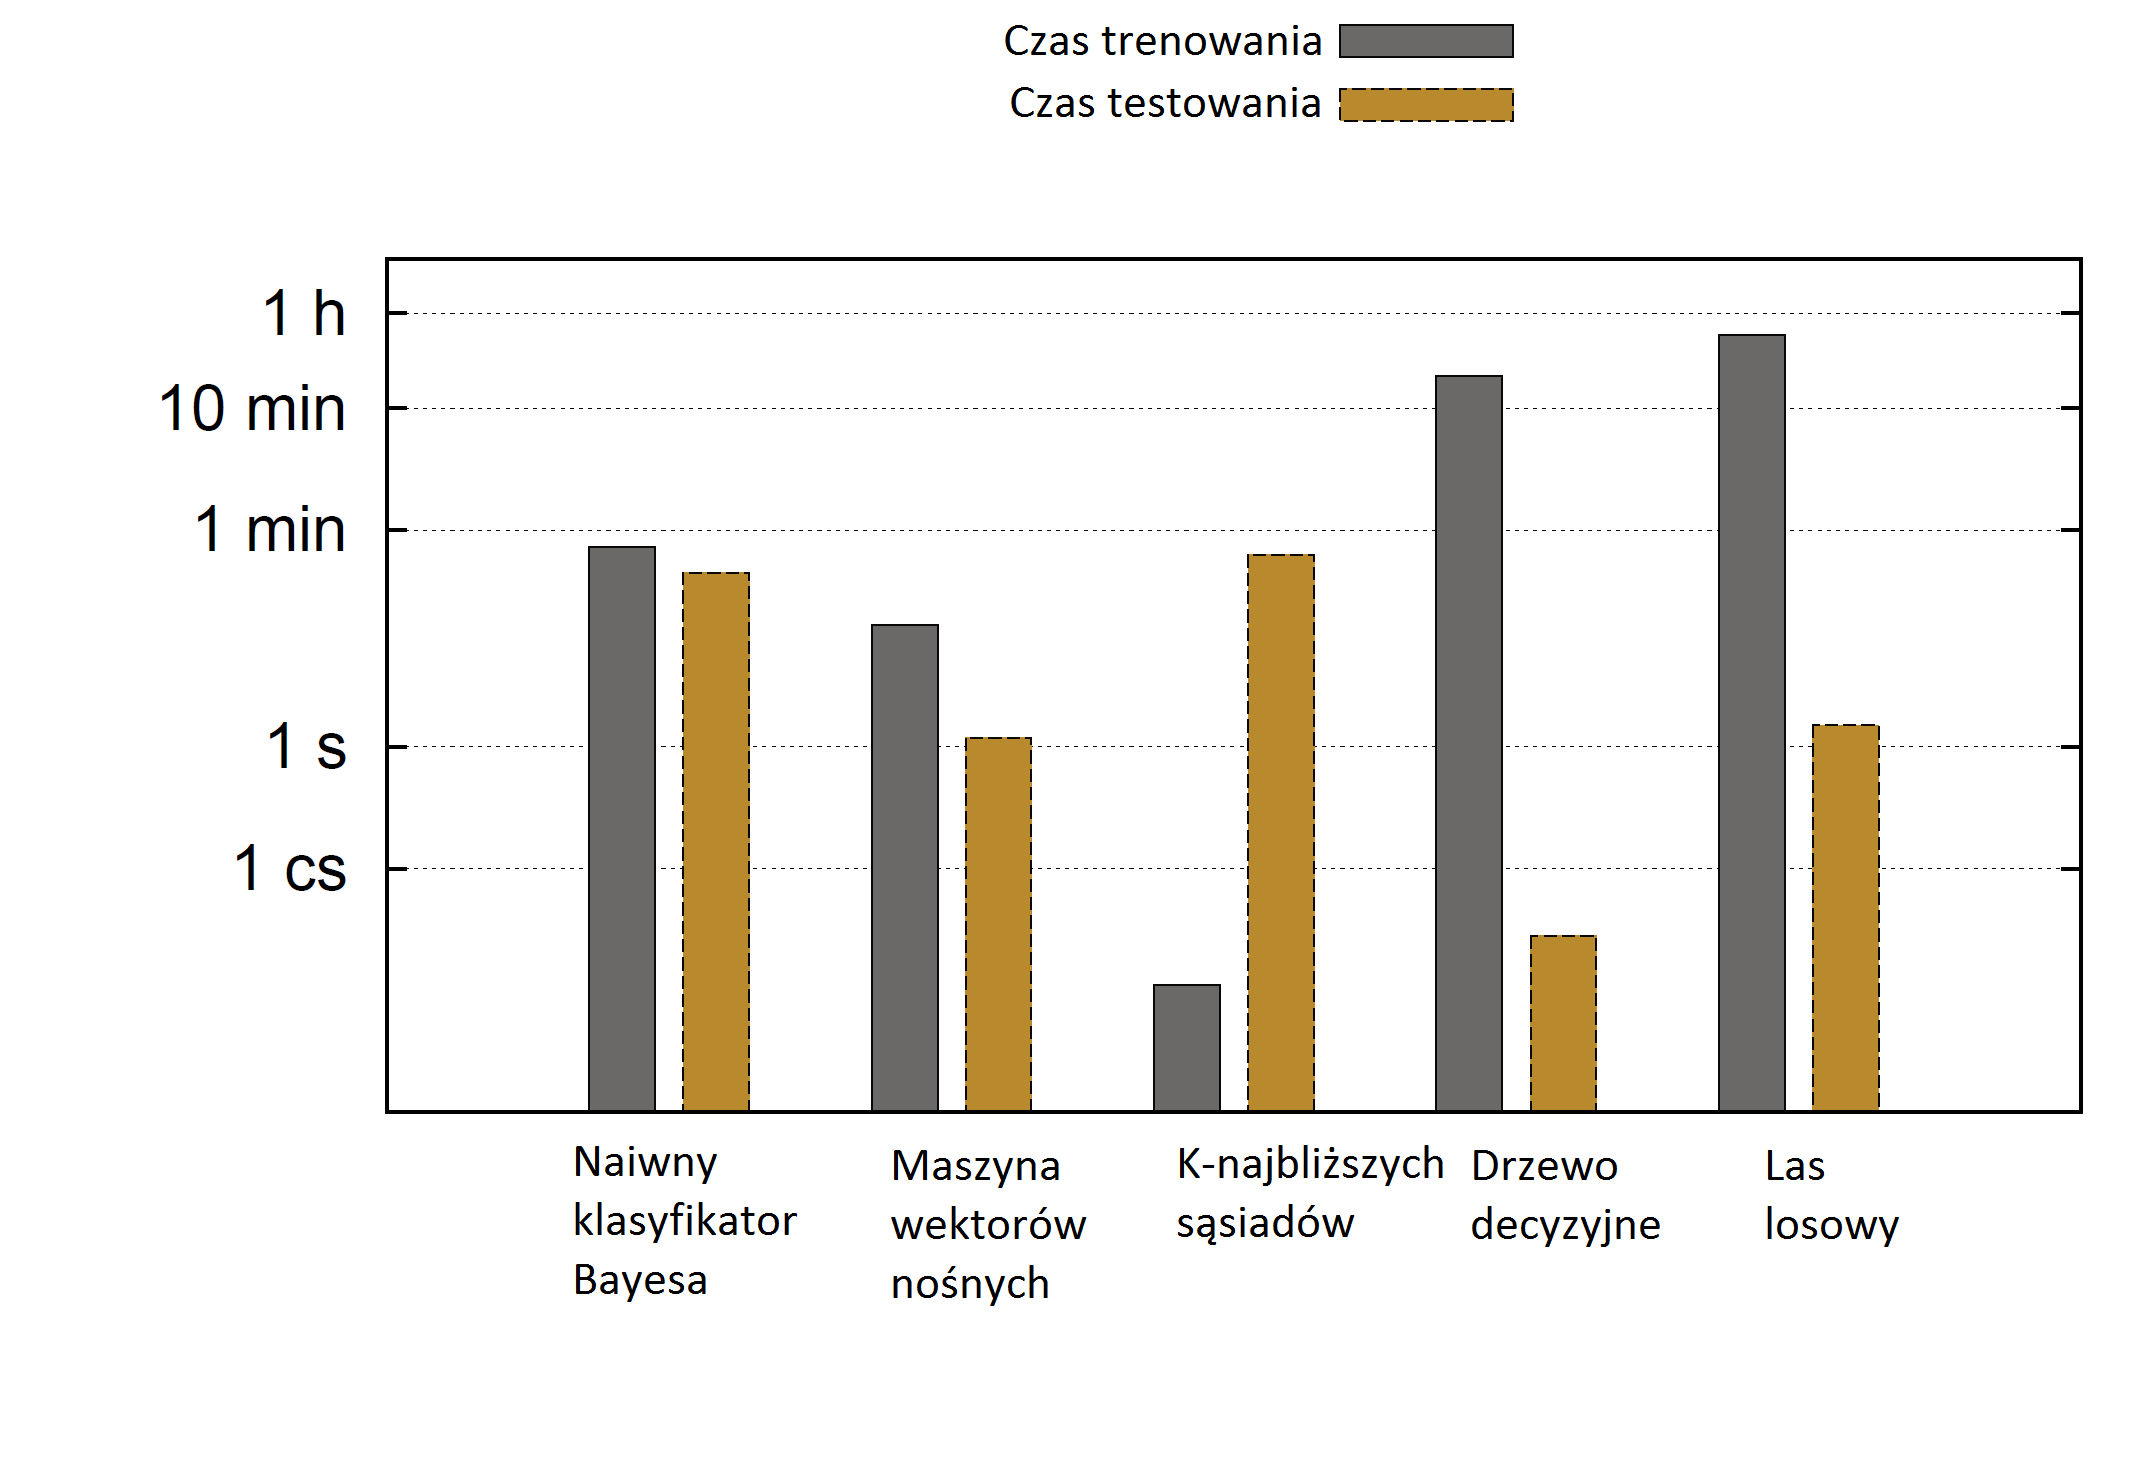 Czas trenowania
Czas testowania
1 h
10 min
1 min
1 s
1 cs
Naiwny
klasyfikator
Bayesa
Maszyna
wektorów
nośnych
K-najbliższych
sąsiadów
Drzewo
decyzyjne
Las
losowy